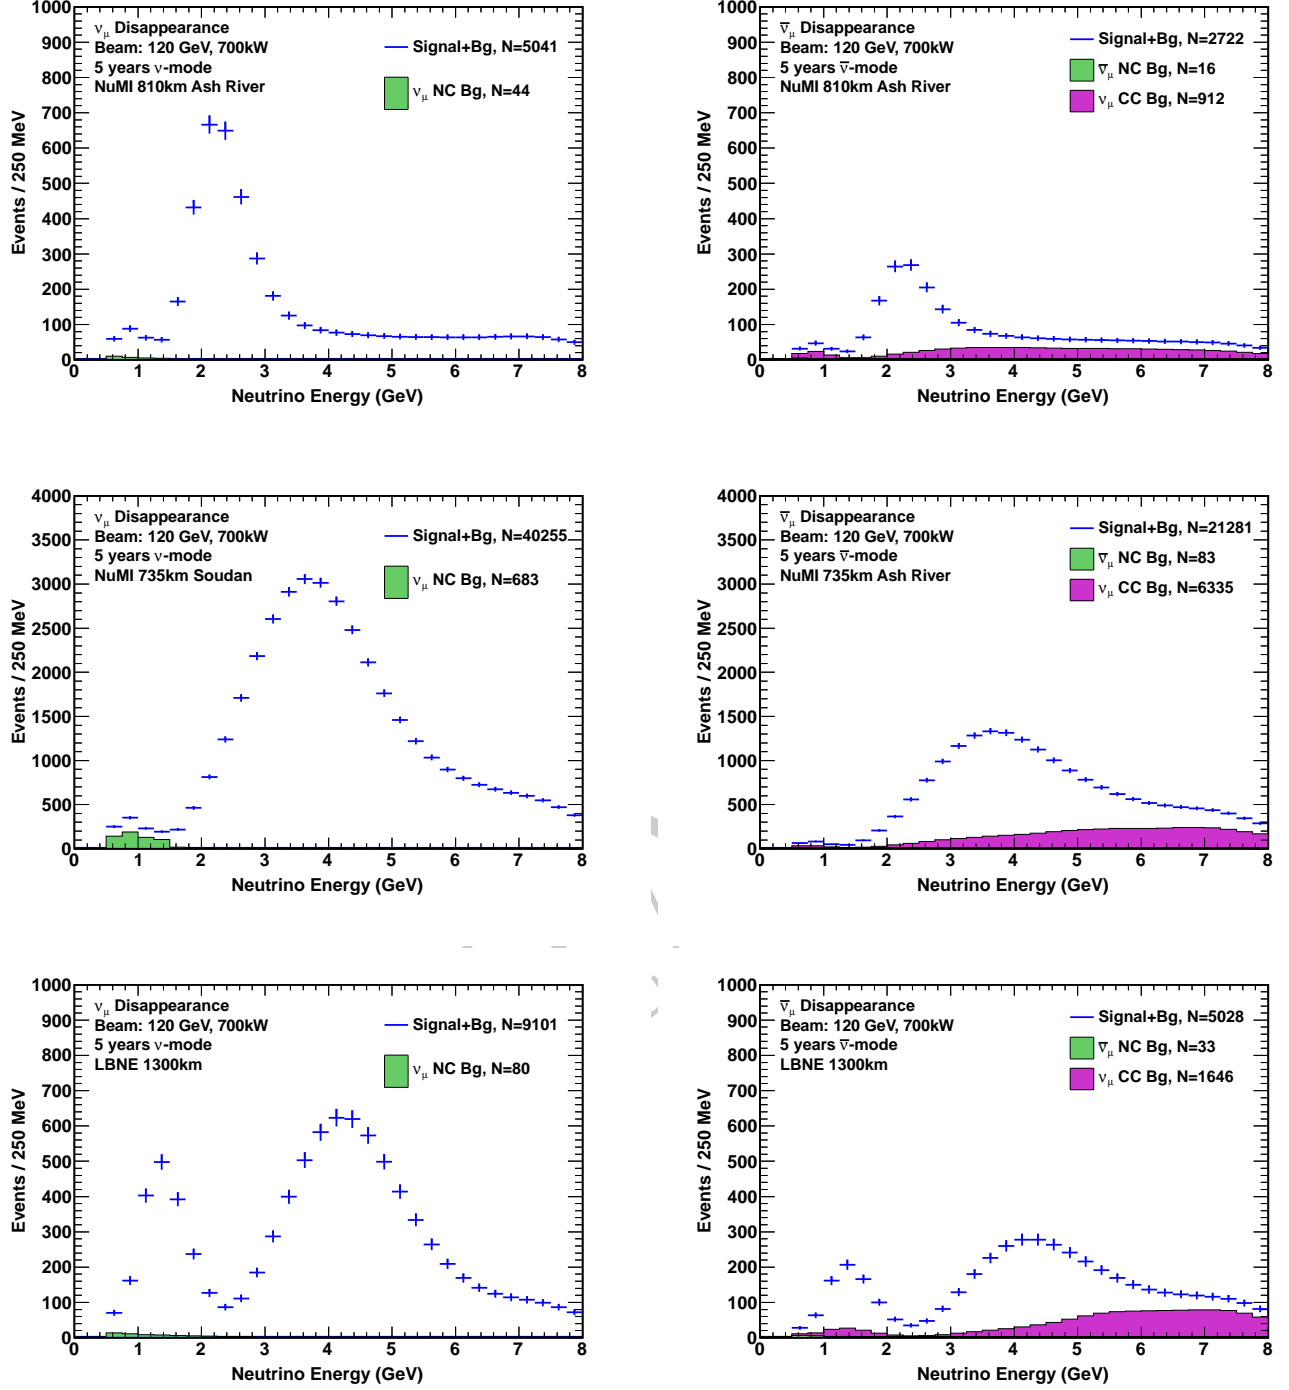 ν_μ Disappearance
Beam: 120 GeV, 700kW
5 years ν-mode
NuMI 810km Ash River
Signal+Bg, N=5041
ν_μ NC Bg, N=44
Events / 250 MeV
1000
900
800
700
600
500
400
300
200
100
0
0 1 2 3 4 5 6 7 8
Neutrino Energy (GeV)
ν̅_μ Disappearance
Beam: 120 GeV, 700kW
5 years ν̅-mode
NuMI 810km Ash River
Signal+Bg, N=2722
ν̅_μ NC Bg, N=16
ν_μ CC Bg, N=912
Events / 250 MeV
1000
900
800
700
600
500
400
300
200
100
0
0 1 2 3 4 5 6 7 8
Neutrino Energy (GeV)
ν_μ Disappearance
Beam: 120 GeV, 700kW
5 years ν-mode
NuMI 735km Soudan
Signal+Bg, N=40255
ν_μ NC Bg, N=683
Events / 250 MeV
4000
3500
3000
2500
2000
1500
1000
500
0
0 1 2 3 4 5 6 7 8
Neutrino Energy (GeV)
ν̅_μ Disappearance
Beam: 120 GeV, 700kW
5 years ν̅-mode
NuMI 735km Ash River
Signal+Bg, N=21281
ν̅_μ NC Bg, N=83
ν_μ CC Bg, N=6335
Events / 250 MeV
4000
3500
3000
2500
2000
1500
1000
500
0
0 1 2 3 4 5 6 7 8
Neutrino Energy (GeV)
ν_μ Disappearance
Beam: 120 GeV, 700kW
5 years ν-mode
LBNE 1300km
Signal+Bg, N=9101
ν_μ NC Bg, N=80
Events / 250 MeV
1000
900
800
700
600
500
400
300
200
100
0
0 1 2 3 4 5 6 7 8
Neutrino Energy (GeV)
ν̅_μ Disappearance
Beam: 120 GeV, 700kW
5 years ν̅-mode
LBNE 1300km
Signal+Bg, N=5028
ν̅_μ NC Bg, N=33
ν_μ CC Bg, N=1646
Events / 250 MeV
1000
900
800
700
600
500
400
300
200
100
0
0 1 2 3 4 5 6 7 8
Neutrino Energy (GeV)